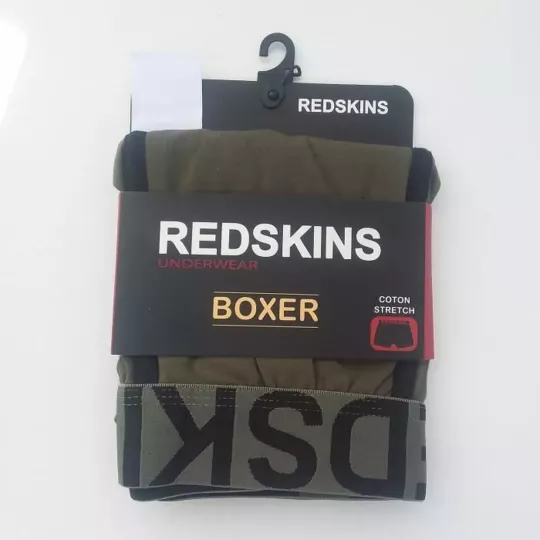 REDSKINS
REDSKINS
UNDERWEAR
BOXER
COTON
STRETCH
DSK